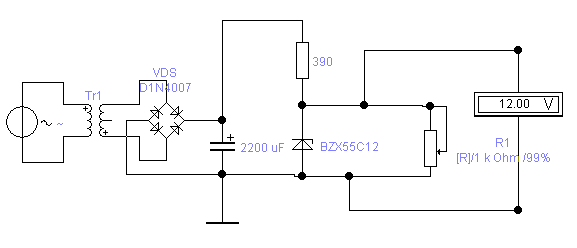 VDS
D1N4007
Tr1
~
390
2200 uF
+
BZX55C12
12.00 V
R1
[R]/1 k Ohm /99%